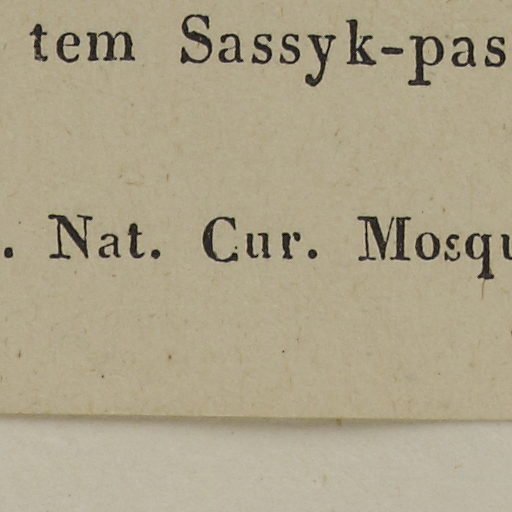 tem Sassyk-pas
. Nat. Cur. Mosqu